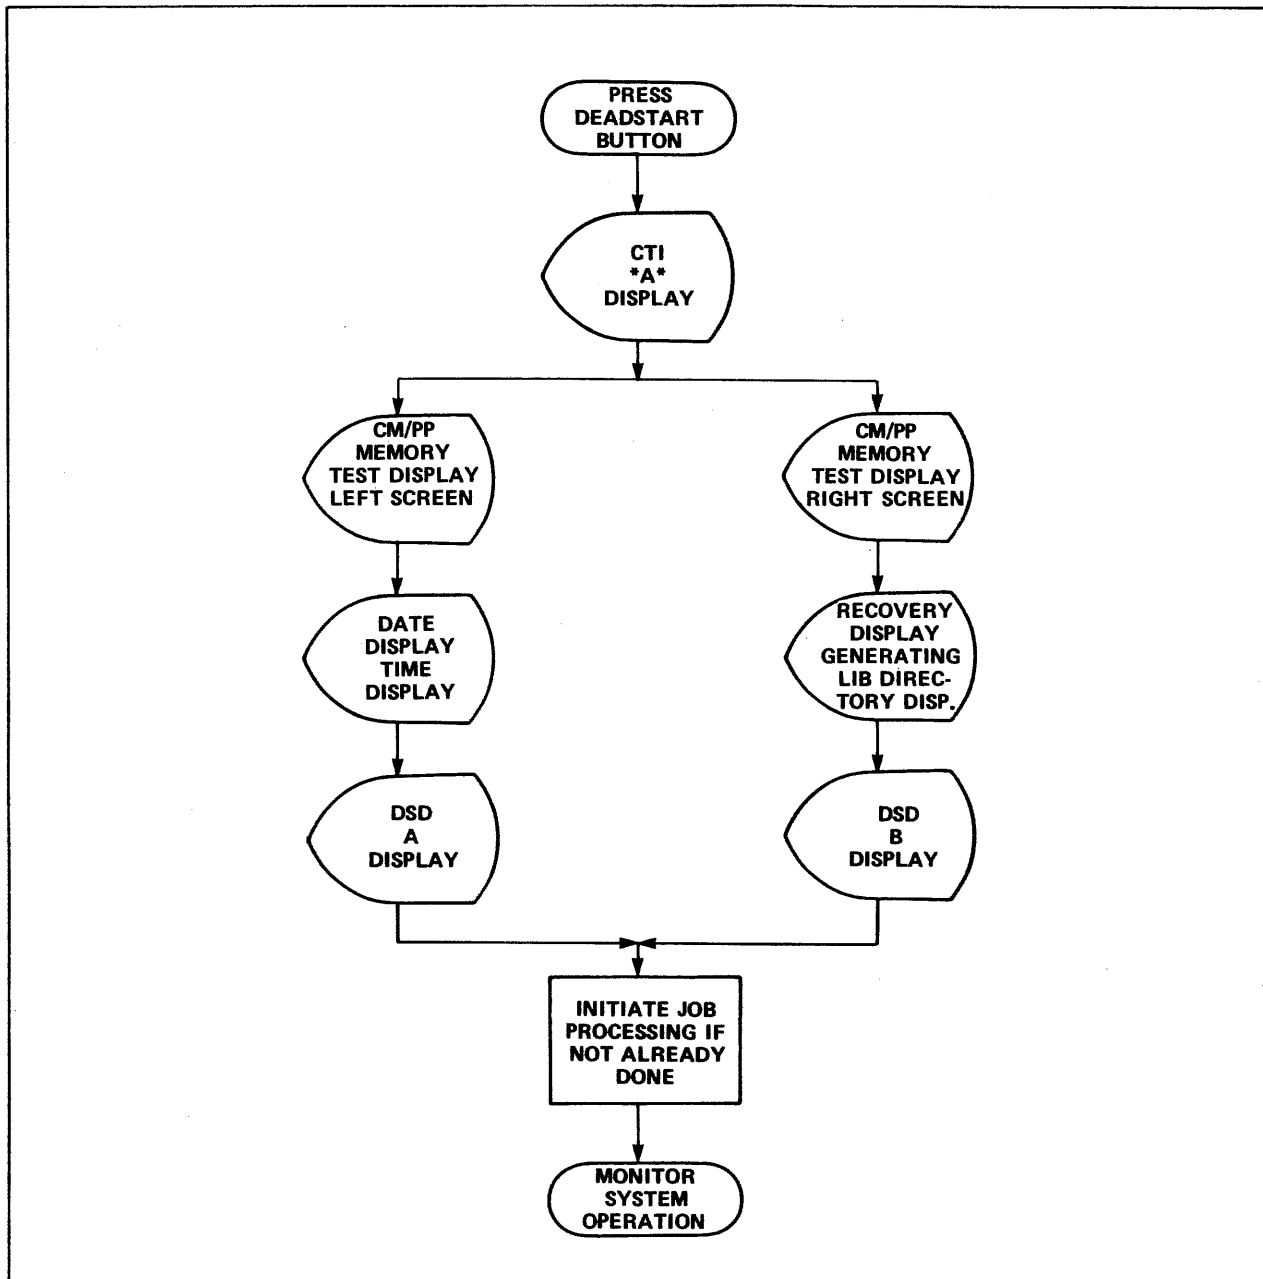 PRESS
DEADSTART
BUTTON
CTI
*A*
DISPLAY
CM/PP
MEMORY
TEST DISPLAY
LEFT SCREEN
CM/PP
MEMORY
TEST DISPLAY
RIGHT SCREEN
DATE
DISPLAY
TIME
DISPLAY
RECOVERY
DISPLAY
GENERATING
LIB DIREC-
TORY DISP.
DSD
A
DISPLAY
DSD
B
DISPLAY
INITIATE JOB
PROCESSING IF
NOT ALREADY
DONE
MONITOR
SYSTEM
OPERATION